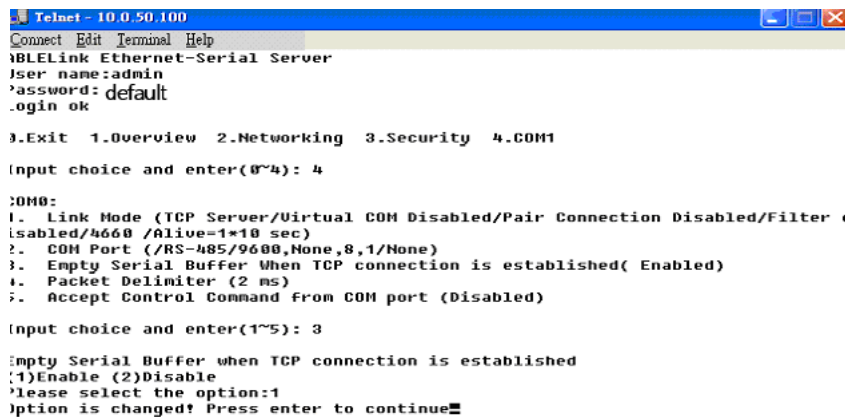 Telnet - 10.0.50.100
Connect Edit Terminal Help
ABLELink Ethernet-Serial Server
User name:admin
Password: default
Login ok
0.Exit 1.Overview 2.Networking 3.Security 4.COM1
Input choice and enter(0~4): 4
COM0:
1. Link Mode (TCP Server/Virtual COM Disabled/Pair Connection Disabled/Filter
isabled/4660 /Alive=1*10 sec)
2. COM Port (/RS-485/9600,None,8,1/None)
3. Empty Serial Buffer When TCP connection is established( Enabled)
4. Packet Delimiter (2 ms)
5. Accept Control Command from COM port (Disabled)
Input choice and enter(1~5): 3
Empty Serial Buffer when TCP connection is established
(1)Enable (2)Disable
Please select the option:1
Option is changed! Press enter to continue